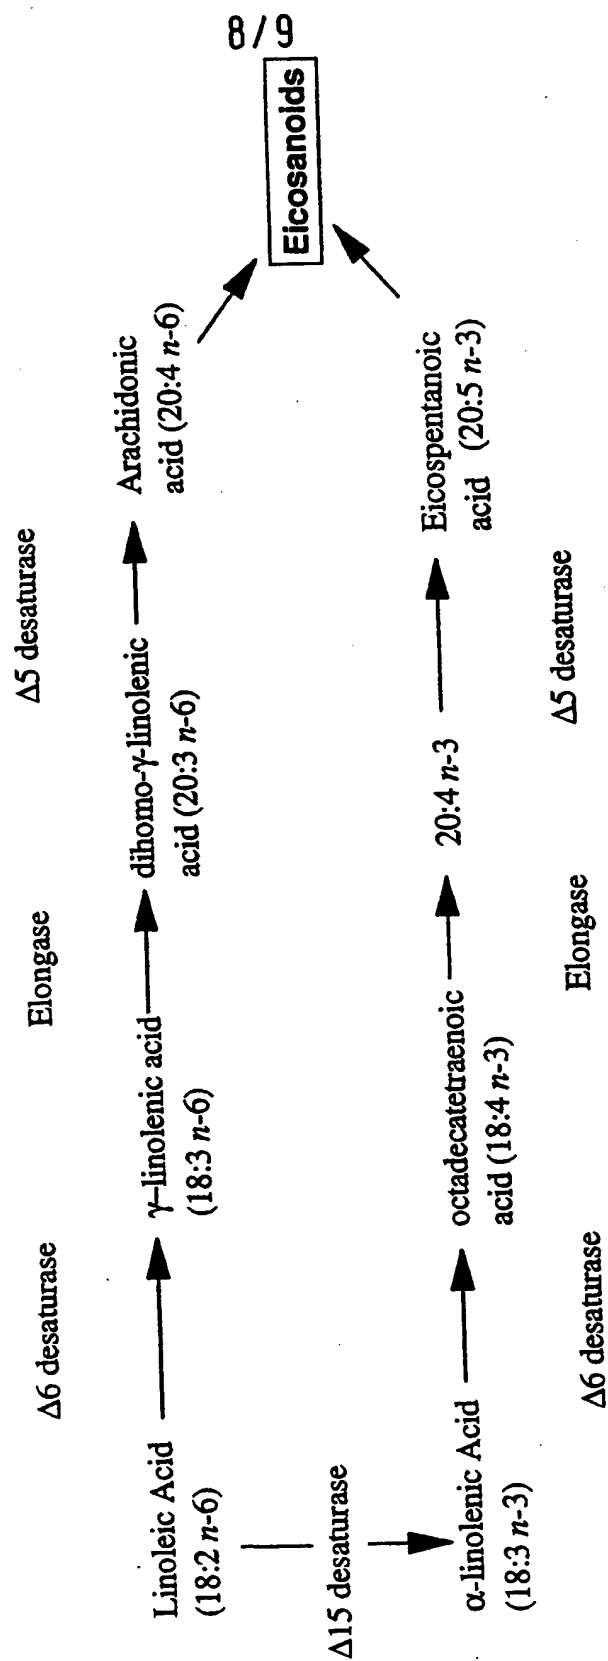 8/9
Δ6 desaturase
Elongase
Δ5 desaturase
Linoleic Acid
(18:2 n-6)
γ-linolenic acid
(18:3 n-6)
dihomo-γ-linolenic
acid (20:3 n-6)
Arachidonic
acid (20:4 n-6)
Δ15 desaturase
Eicosanoids
α-linolenic Acid
(18:3 n-3)
octadecatetraenoic
acid (18:4 n-3)
20:4 n-3
Eicospentanoic
acid (20:5 n-3)
Δ6 desaturase
Elongase
Δ5 desaturase